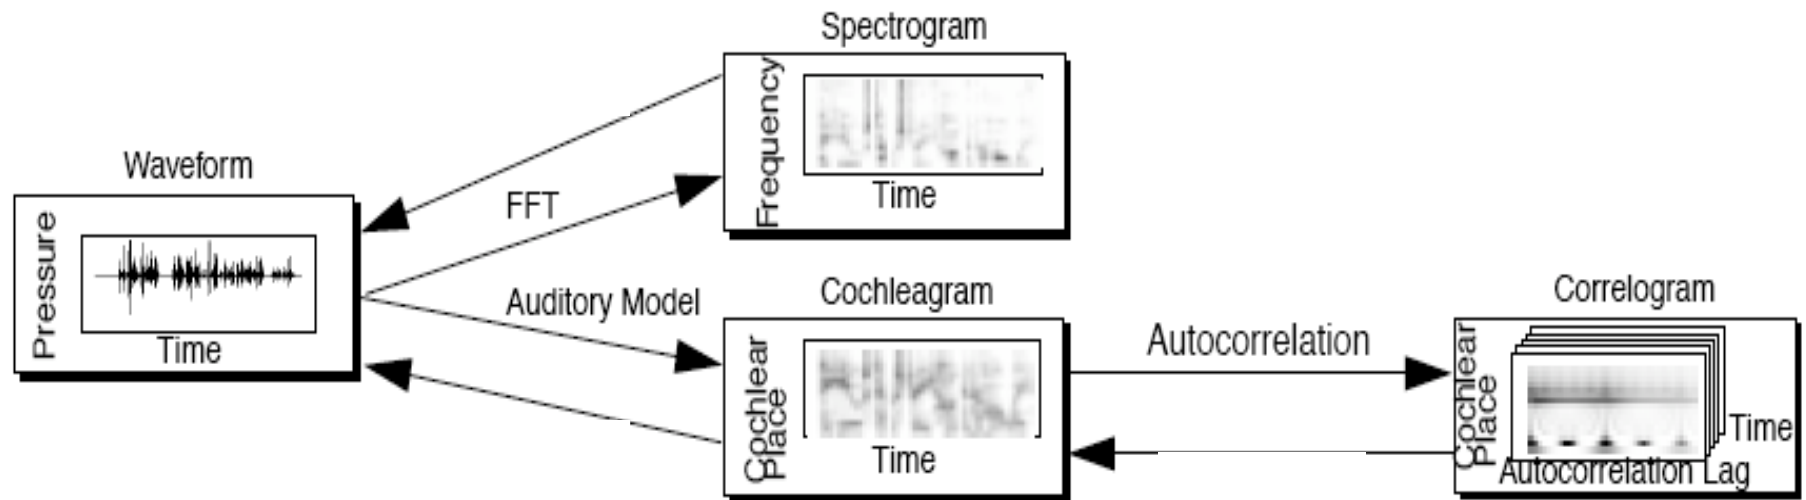 Spectrogram
Frequency
Time
Waveform
Pressure
Time
FFT
Auditory Model
Cochleagram
Cochlear
Place
Time
Autocorrelation
Correlogram
Cochlear
Place
Time
Autocorrelation Lag